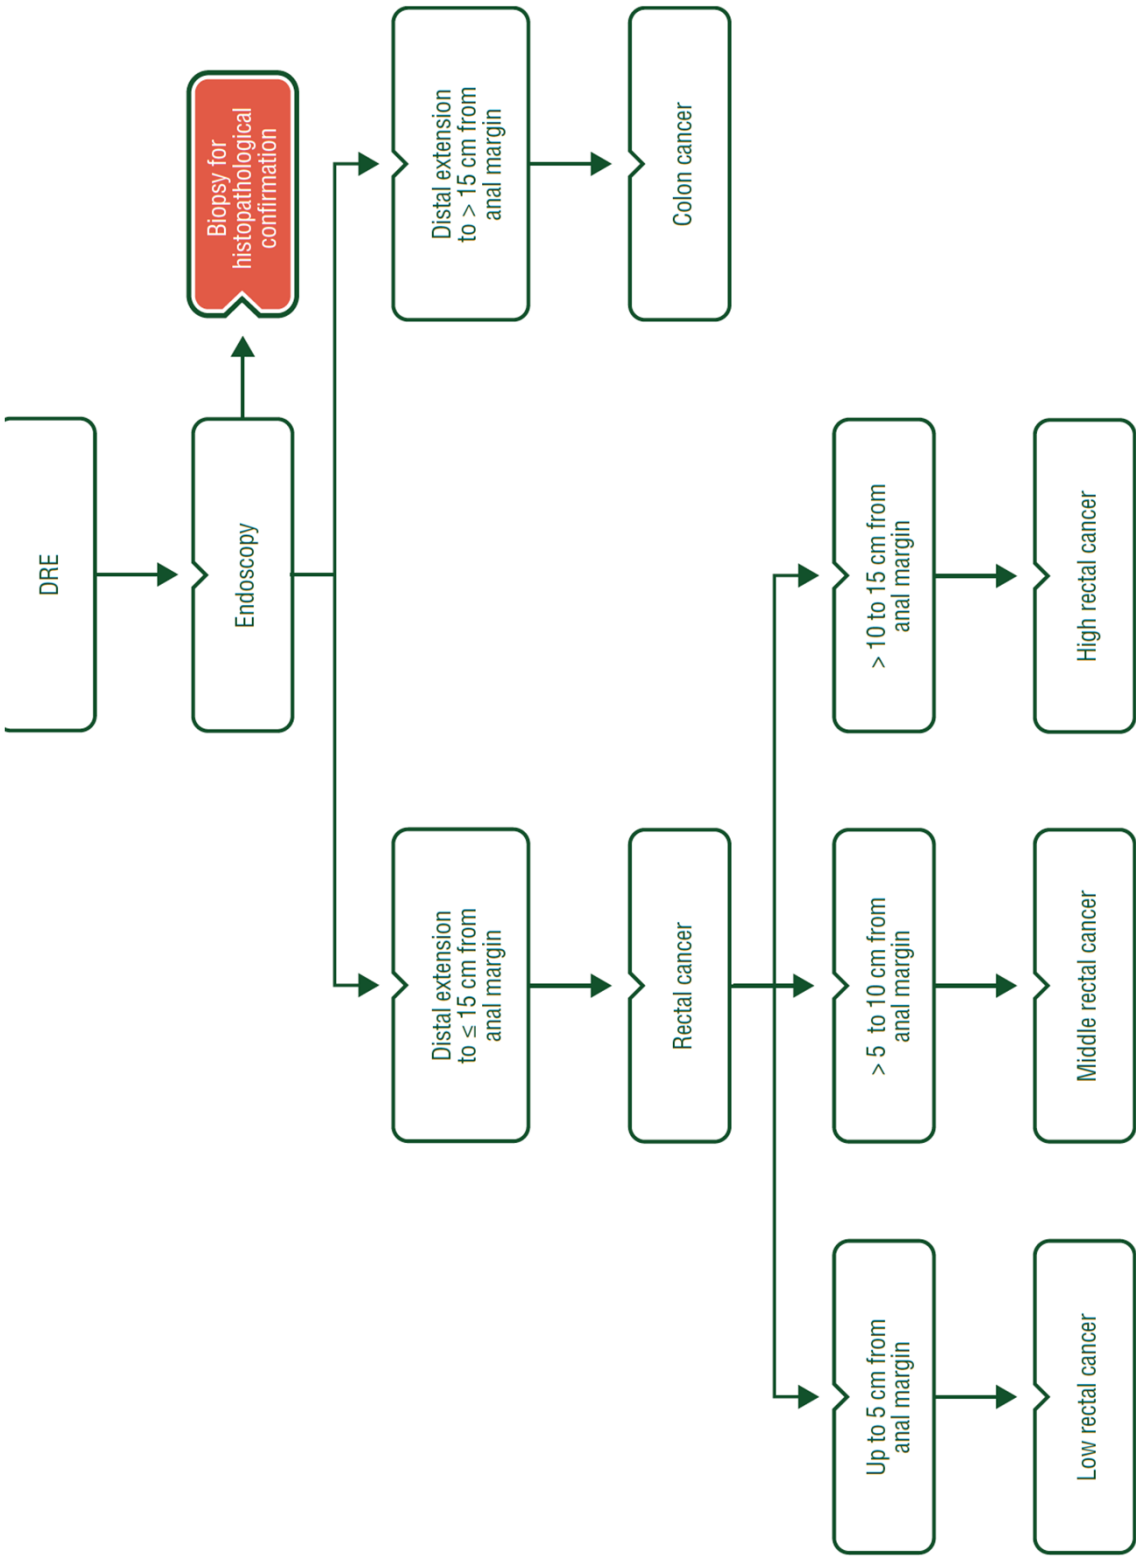 DRE
Endoscopy
Biopsy for
histopathological
confirmation
Distal extension
to ≤ 15 cm from
anal margin
Distal extension
to > 15 cm from
anal margin
Rectal cancer
Colon cancer
Up to 5 cm from
anal margin
> 5 to 10 cm from
anal margin
> 10 to 15 cm from
anal margin
Low rectal cancer
Middle rectal cancer
High rectal cancer